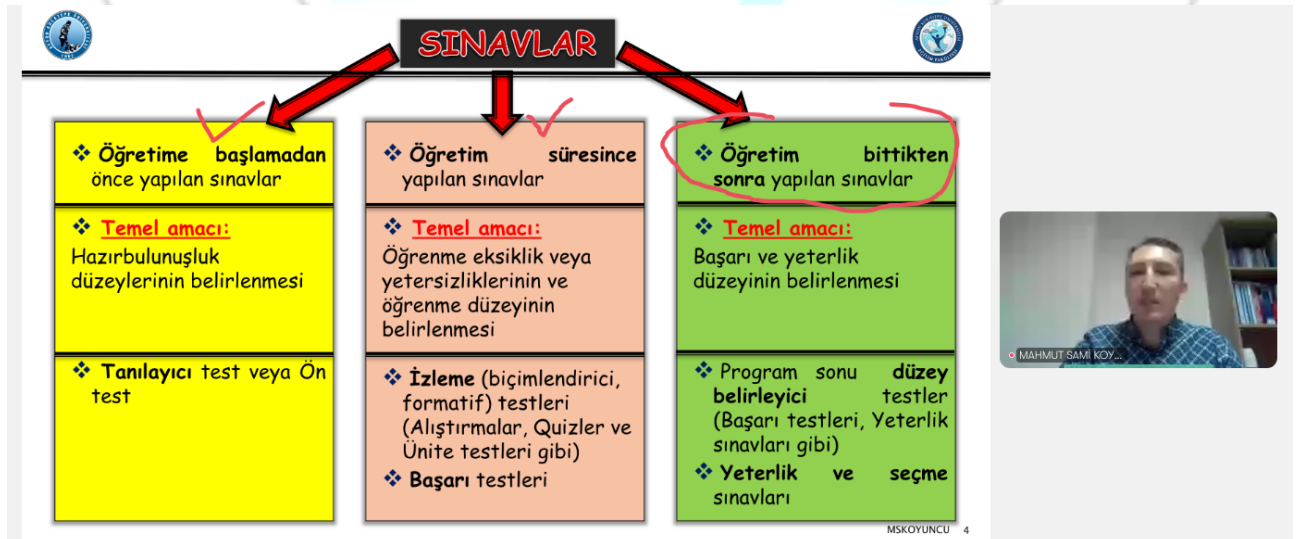 SINAVLAR
❖ Öğretime başlamadan
önce yapılan sınavlar
❖ Temel amacı:
Hazırbulunuşluk
düzeylerinin belirlenmesi
❖ Tanılayıcı test veya Ön
test
❖ Öğretim süresince
yapılan sınavlar
❖ Temel amacı:
Öğrenme eksiklik veya
yetersizliklerinin ve
öğrenme düzeyinin
belirlenmesi
❖ İzleme (biçimlendirici,
formatif) testleri
(Alıştırmalar, Quizler ve
Ünite testleri gibi)
❖ Başarı testleri
❖ Öğretim bittikten
sonra yapılan sınavlar
❖ Temel amacı:
Başarı ve yeterlik
düzeyinin belirlenmesi
❖ Program sonu düzey
belirleyici testler
(Başarı testleri, Yeterlik
sınavları gibi)
❖ Yeterlik ve seçme
sınavları
MSKOYUNCU 4
MAHMUT SAMİ KOY...